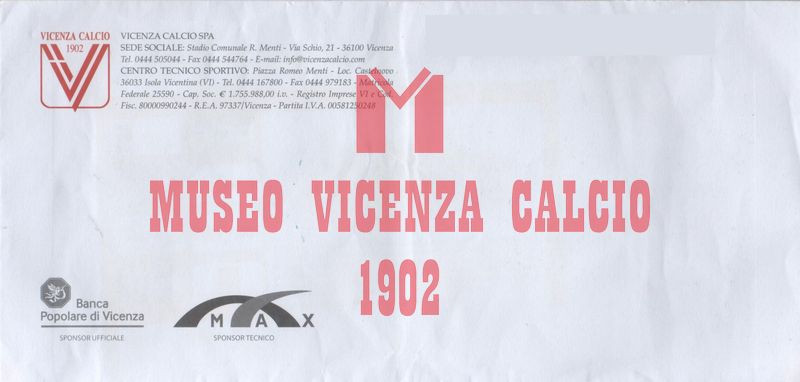 VICENZA CALCIO
1902
VICENZA CALCIO SPA
SEDE SOCIALE: Stadio Comunale R. Menti - Via Schio, 21 - 36100 Vicenza
Tel. 0444 505044 - Fax 0444 544764 - E-mail: info@vicenzacalcio.com
CENTRO TECNICO SPORTIVO: Piazza Romeo Menti - Loc. Castelnovo
36033 Isola Vicentina (VI) - Tel. 0444 167800 - Fax 0444 979183 - Matricola
Federale 25590 - Cap. Soc. € 1.755.988,00 i.v. - Registro Imprese VI e Cod.
Fisc. 80000990244 - R.E.A. 97337/Vicenza - Partita I.V.A. 00581250248
M
MUSEO VICENZA CALCIO
1902
Banca
Popolare di Vicenza
SPONSOR UFFICIALE
MAX
SPONSOR TECNICO